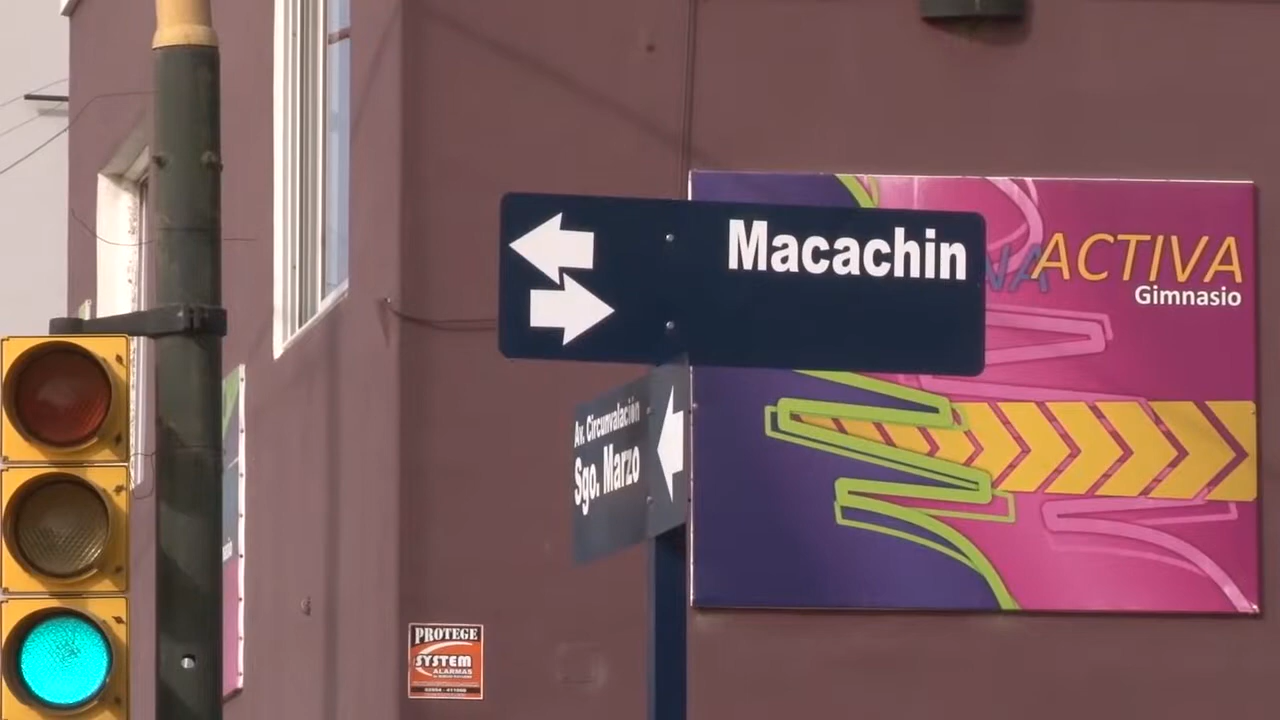 Macachin
ACTIVA
Gimnasio
Av. Circunvalación
Sgo. Marzo
PROTEGE
SYSTEM
ALARMAS